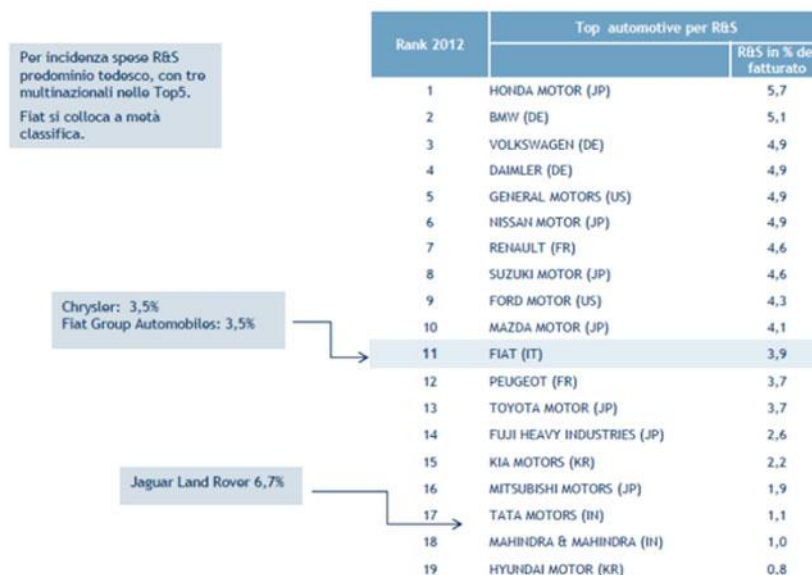 Per incidenza spese R&S
predominio tedesco, con tre
multinazionali nelle Top5.
Fiat si colloca a metà
classifica.
Rank 2012 Top automotive per R&S
R&S in % de
fatturato
1 HONDA MOTOR (JP) 5,7
2 BMW (DE) 5,1
3 VOLKSWAGEN (DE) 4,9
4 DAIMLER (DE) 4,9
5 GENERAL MOTORS (US) 4,9
6 NISSAN MOTOR (JP) 4,9
7 RENAULT (FR) 4,6
8 SUZUKI MOTOR (JP) 4,6
9 FORD MOTOR (US) 4,3
10 MAZDA MOTOR (JP) 4,1
Chrysler: 3,5%
Fiat Group Automobiles: 3,5%
11 FIAT (IT) 3,9
12 PEUGEOT (FR) 3,7
13 TOYOTA MOTOR (JP) 3,7
14 FUJI HEAVY INDUSTRIES (JP) 2,6
15 KIA MOTORS (KR) 2,2
Jaguar Land Rover 6,7%
16 MITSUBISHI MOTORS (JP) 1,9
17 TATA MOTORS (IN) 1,1
18 MAHINDRA & MAHINDRA (IN) 1,0
19 HYUNDAI MOTOR (KR) 0,8